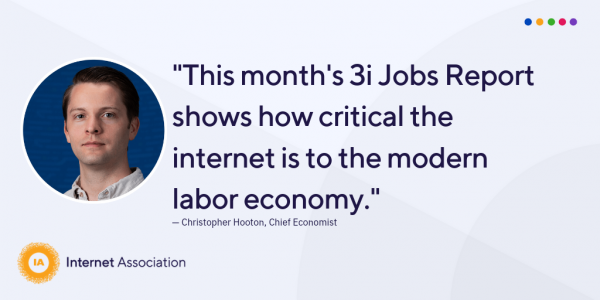 "This month's 3i Jobs Report
shows how critical the
internet is to the modern
labor economy."
— Christopher Hooton, Chief Economist
IA
Internet Association